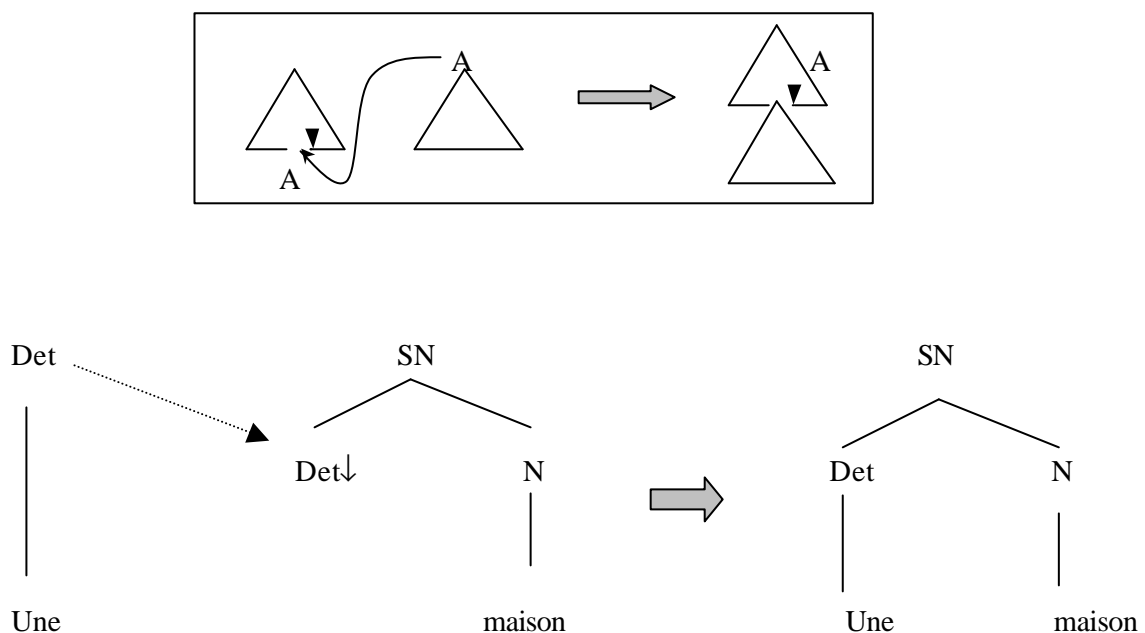 A A
A
Det SN SN
Det↓ N Det N
Une maison Une maison